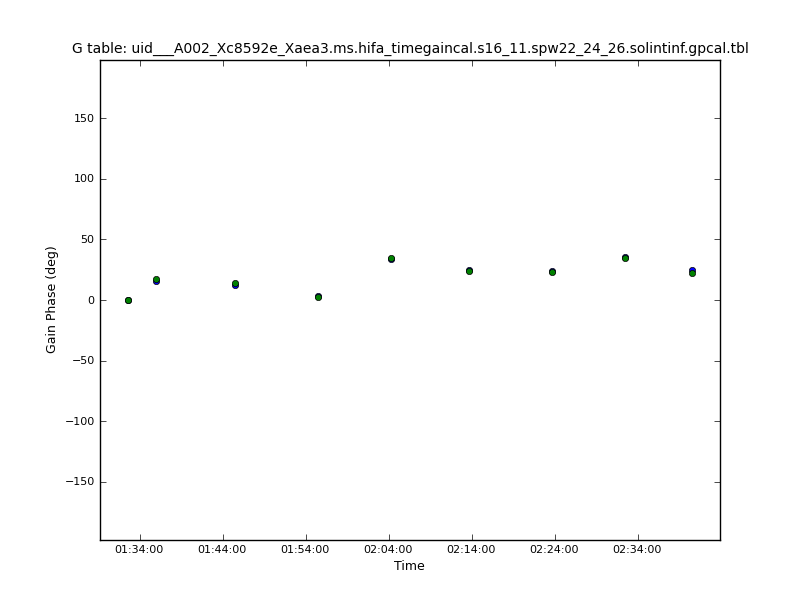 G table: uid___A002_Xc8592e_Xaea3.ms.hifa_timegaincal.s16_11.spw22_24_26.solintinf.gpcal.tbl
150
100
50
0
−50
−100
−150
Gain Phase (deg)
01:34:00 01:44:00 01:54:00 02:04:00 02:14:00 02:24:00 02:34:00
Time